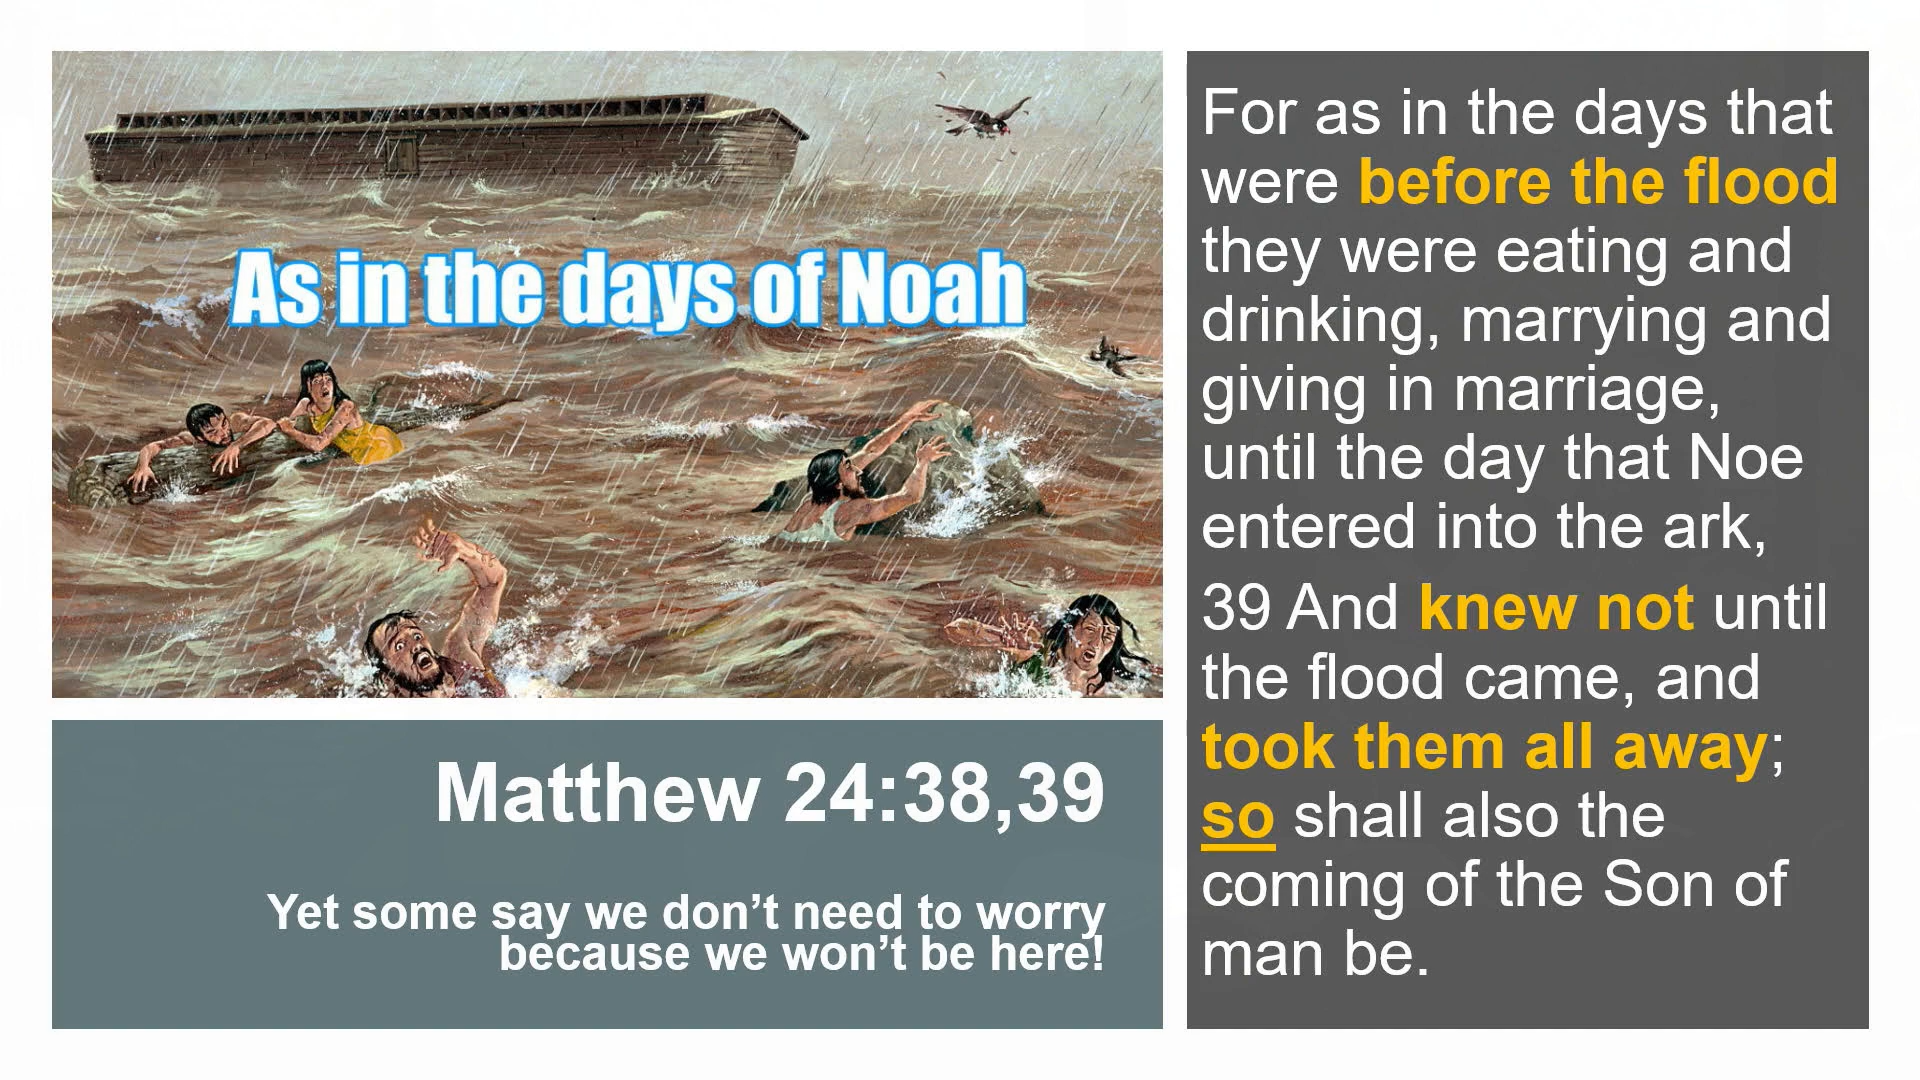 As in the days of Noah
Matthew 24:38,39
Yet some say we don’t need to worry
because we won’t be here!
For as in the days that
were before the flood
they were eating and
drinking, marrying and
giving in marriage,
until the day that Noe
entered into the ark,
39 And knew not until
the flood came, and
took them all away;
so shall also the
coming of the Son of
man be.